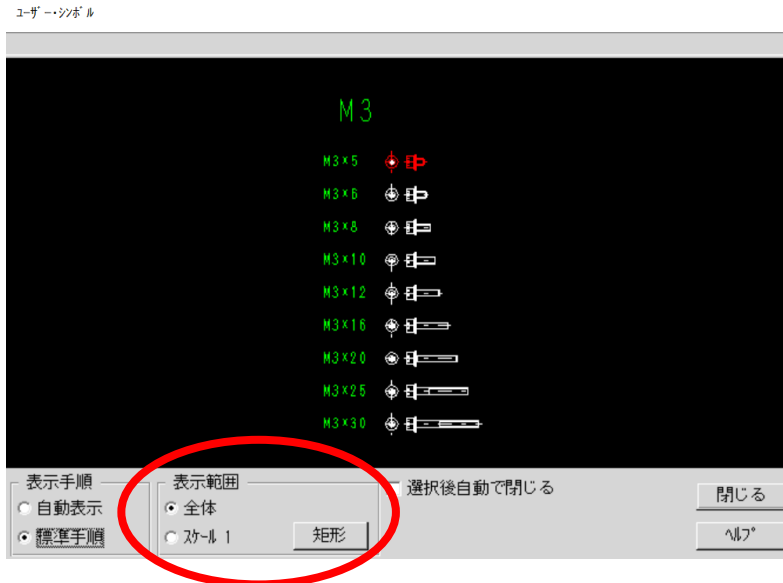 ﾕｰｻﾞｰ・ｼﾝﾎﾞﾙ
M3
M3×5
M3×6
M3×8
M3×10
M3×12
M3×16
M3×20
M3×25
M3×30
表示手順
自動表示
標準手順
表示範囲
全体
ｽｹｰﾙ 1
矩形
選択後自動で閉じる
閉じる
ﾍﾙﾌﾟ